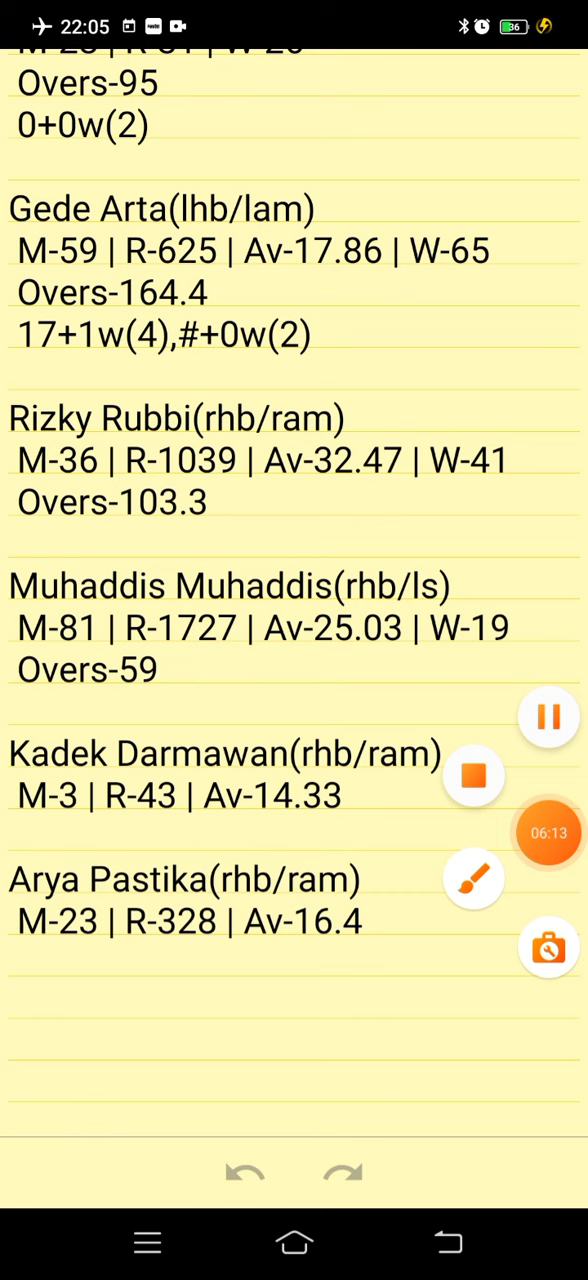 22:05
36
Overs-95
0+0w(2)
Gede Arta(lhb/lam)
M-59 | R-625 | Av-17.86 | W-65
Overs-164.4
17+1w(4),#+0w(2)
Rizky Rubbi(rhb/ram)
M-36 | R-1039 | Av-32.47 | W-41
Overs-103.3
Muhaddis Muhaddis(rhb/ls)
M-81 | R-1727 | Av-25.03 | W-19
Overs-59
Kadek Darmawan(rhb/ram)
M-3 | R-43 | Av-14.33
06:13
Arya Pastika(rhb/ram)
M-23 | R-328 | Av-16.4